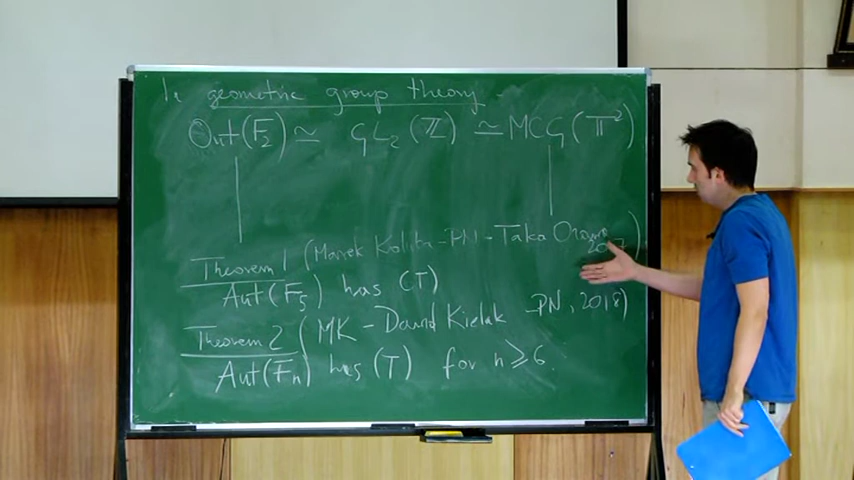 1. geometric group theory
Out(F₂) ≃ GL₂(ℤ) ≃ MCG(𝕋²)
Theorem 1 (Marek Kaluba-PN-Taka Ozawa 2017)
Aut(F₅) has (T)
Theorem 2 (MK - Dawid Kielak - PN, 2018)
Aut(Fₙ) has (T) for n ≥ 6.